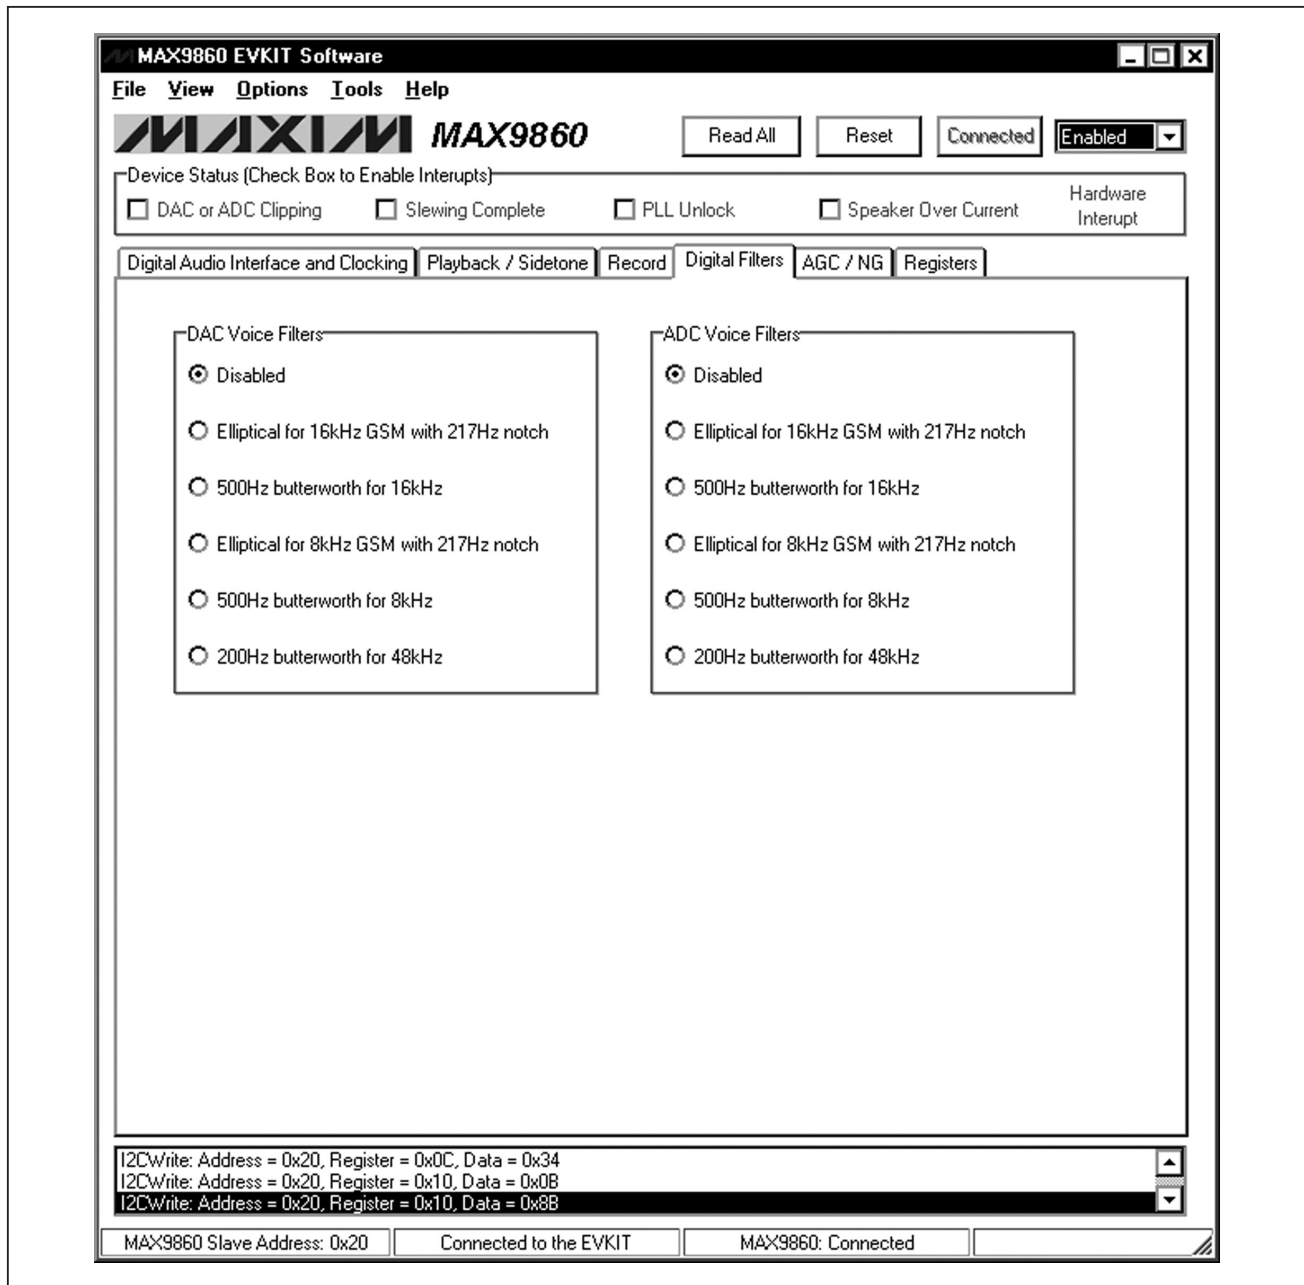 MAX9860 EVKIT Software
File View Options Tools Help
MAXIM MAX9860 Read All Reset Connected Enabled
Device Status (Check Box to Enable Interupts)
DAC or ADC Clipping Slewing Complete PLL Unlock Speaker Over Current Hardware Interupt
Digital Audio Interface and Clocking Playback / Sidetone Record Digital Filters AGC / NG Registers
DAC Voice Filters
Disabled
Elliptical for 16kHz GSM with 217Hz notch
500Hz butterworth for 16kHz
Elliptical for 8kHz GSM with 217Hz notch
500Hz butterworth for 8kHz
200Hz butterworth for 48kHz
ADC Voice Filters
Disabled
Elliptical for 16kHz GSM with 217Hz notch
500Hz butterworth for 16kHz
Elliptical for 8kHz GSM with 217Hz notch
500Hz butterworth for 8kHz
200Hz butterworth for 48kHz
I2CWrite: Address = 0x20, Register = 0x0C, Data = 0x34
I2CWrite: Address = 0x20, Register = 0x10, Data = 0x0B
I2CWrite: Address = 0x20, Register = 0x10, Data = 0x8B
MAX9860 Slave Address: 0x20 Connected to the EVKIT MAX9860: Connected